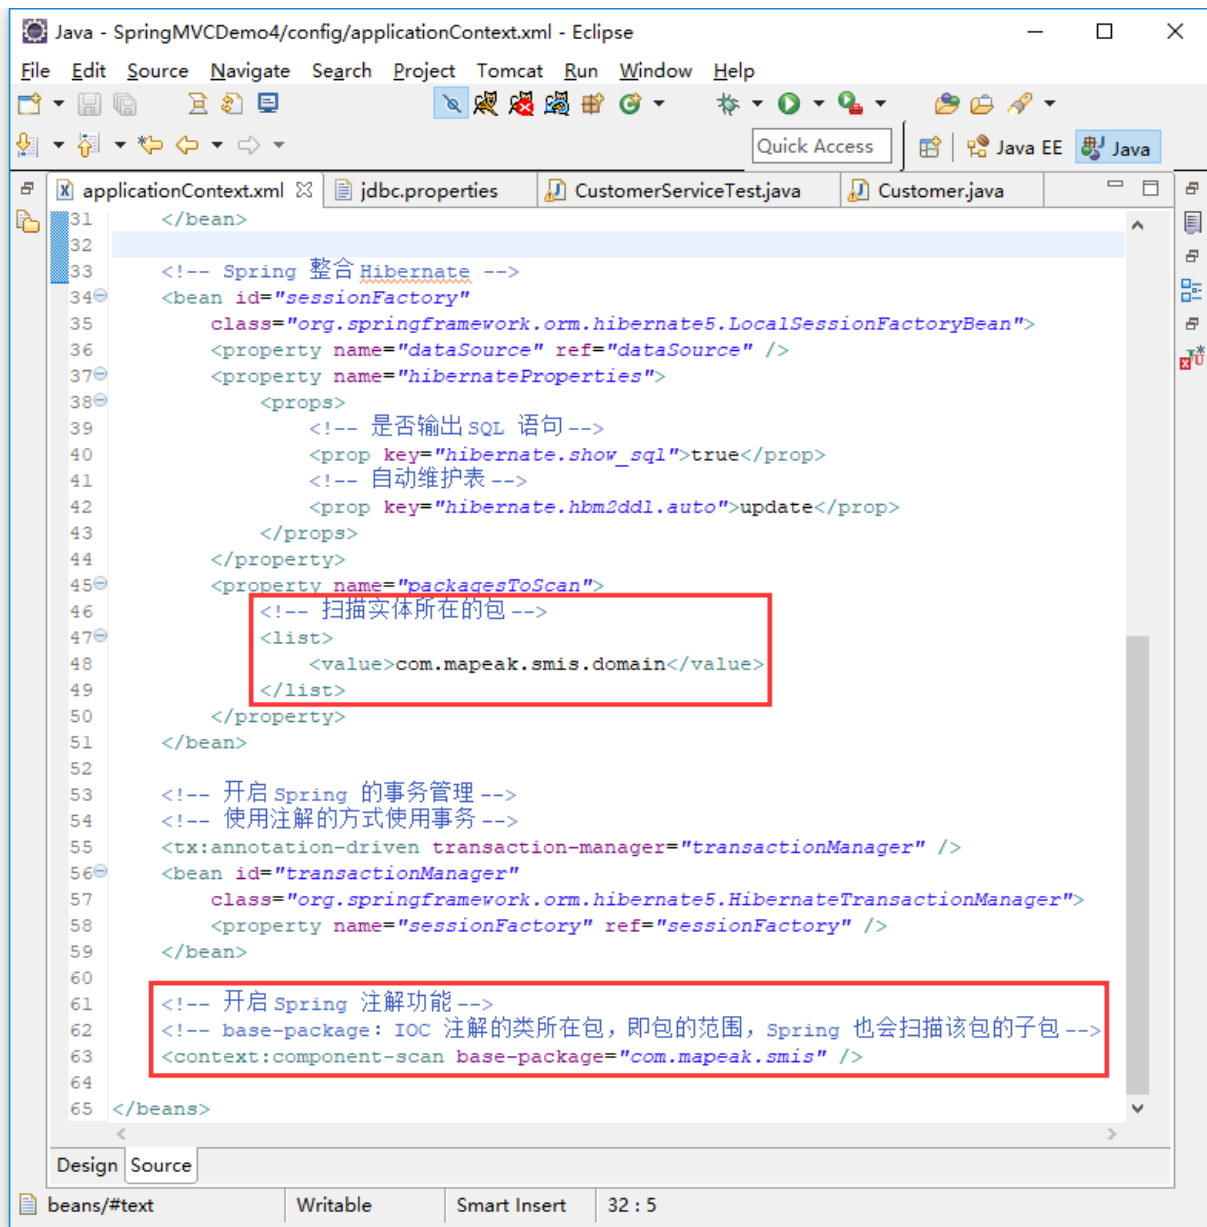 Java - SpringMVCDemo4/config/applicationContext.xml - Eclipse
File Edit Source Navigate Search Project Tomcat Run Window Help
Quick Access Java EE Java
applicationContext.xml jdbc.properties CustomerServiceTest.java Customer.java
31 </bean>
32
33 <!-- Spring 整合 Hibernate -->
34 <bean id="sessionFactory"
35 class="org.springframework.orm.hibernate5.LocalSessionFactoryBean">
36 <property name="dataSource" ref="dataSource" />
37 <property name="hibernateProperties">
38 <props>
39 <!-- 是否输出 SQL 语句 -->
40 <prop key="hibernate.show_sql">true</prop>
41 <!-- 自动维护表 -->
42 <prop key="hibernate.hbm2ddl.auto">update</prop>
43 </props>
44 </property>
45 <property name="packagesToScan">
46 <!-- 扫描实体所在的包 -->
47 <list>
48 <value>com.mapeak.smis.domain</value>
49 </list>
50 </property>
51 </bean>
52
53 <!-- 开启 Spring 的事务管理 -->
54 <!-- 使用注解的方式使用事务 -->
55 <tx:annotation-driven transaction-manager="transactionManager" />
56 <bean id="transactionManager"
57 class="org.springframework.orm.hibernate5.HibernateTransactionManager">
58 <property name="sessionFactory" ref="sessionFactory" />
59 </bean>
60
61 <!-- 开启 Spring 注解功能 -->
62 <!-- base-package: IOC 注解的类所在包，即包的范围，Spring 也会扫描该包的子包 -->
63 <context:component-scan base-package="com.mapeak.smis" />
64
65 </beans>
Design Source
beans/#text Writable Smart Insert 32 : 5